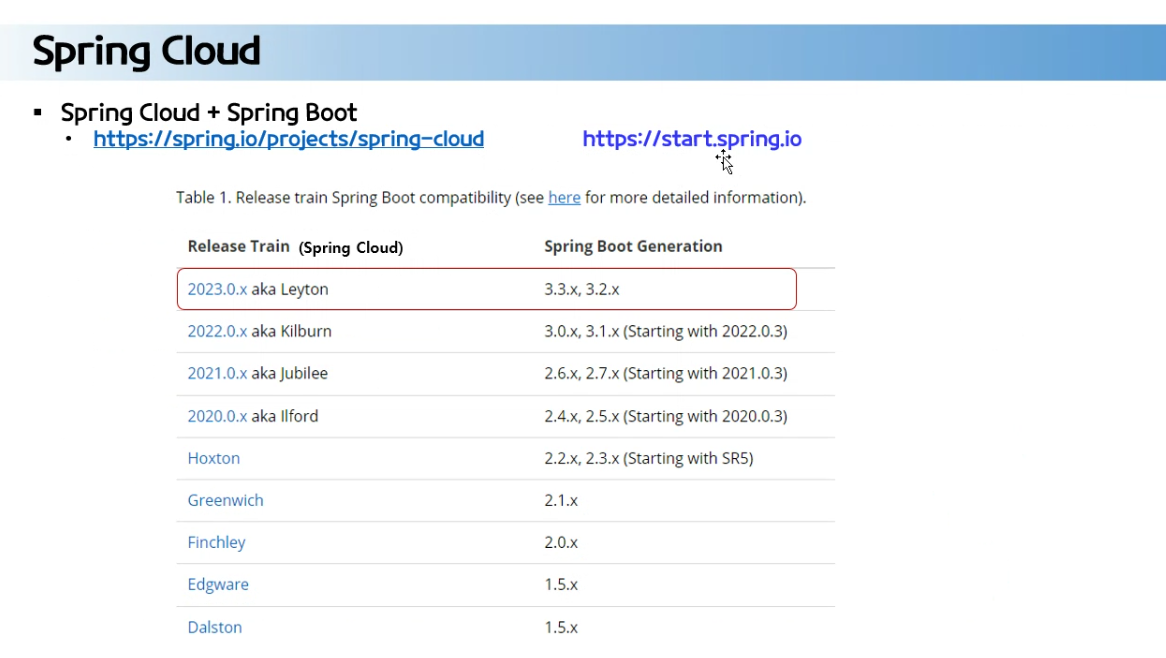 Spring Cloud
Spring Cloud + Spring Boot
https://spring.io/projects/spring-cloud https://start.spring.io
Table 1. Release train Spring Boot compatibility (see here for more detailed information).
Release Train (Spring Cloud) Spring Boot Generation
2023.0.x aka Leyton 3.3.x, 3.2.x
2022.0.x aka Kilburn 3.0.x, 3.1.x (Starting with 2022.0.3)
2021.0.x aka Jubilee 2.6.x, 2.7.x (Starting with 2021.0.3)
2020.0.x aka Ilford 2.4.x, 2.5.x (Starting with 2020.0.3)
Hoxton 2.2.x, 2.3.x (Starting with SR5)
Greenwich 2.1.x
Finchley 2.0.x
Edgware 1.5.x
Dalston 1.5.x